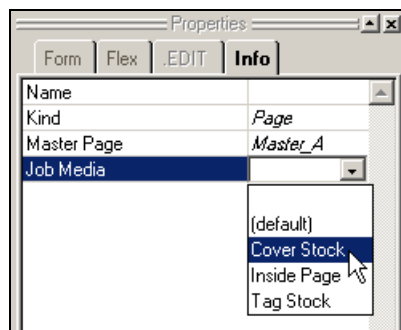 Properties
Form Flex .EDIT Info
Name
Kind Page
Master Page Master_A
Job Media
(default)
Cover Stock
Inside Page
Tag Stock